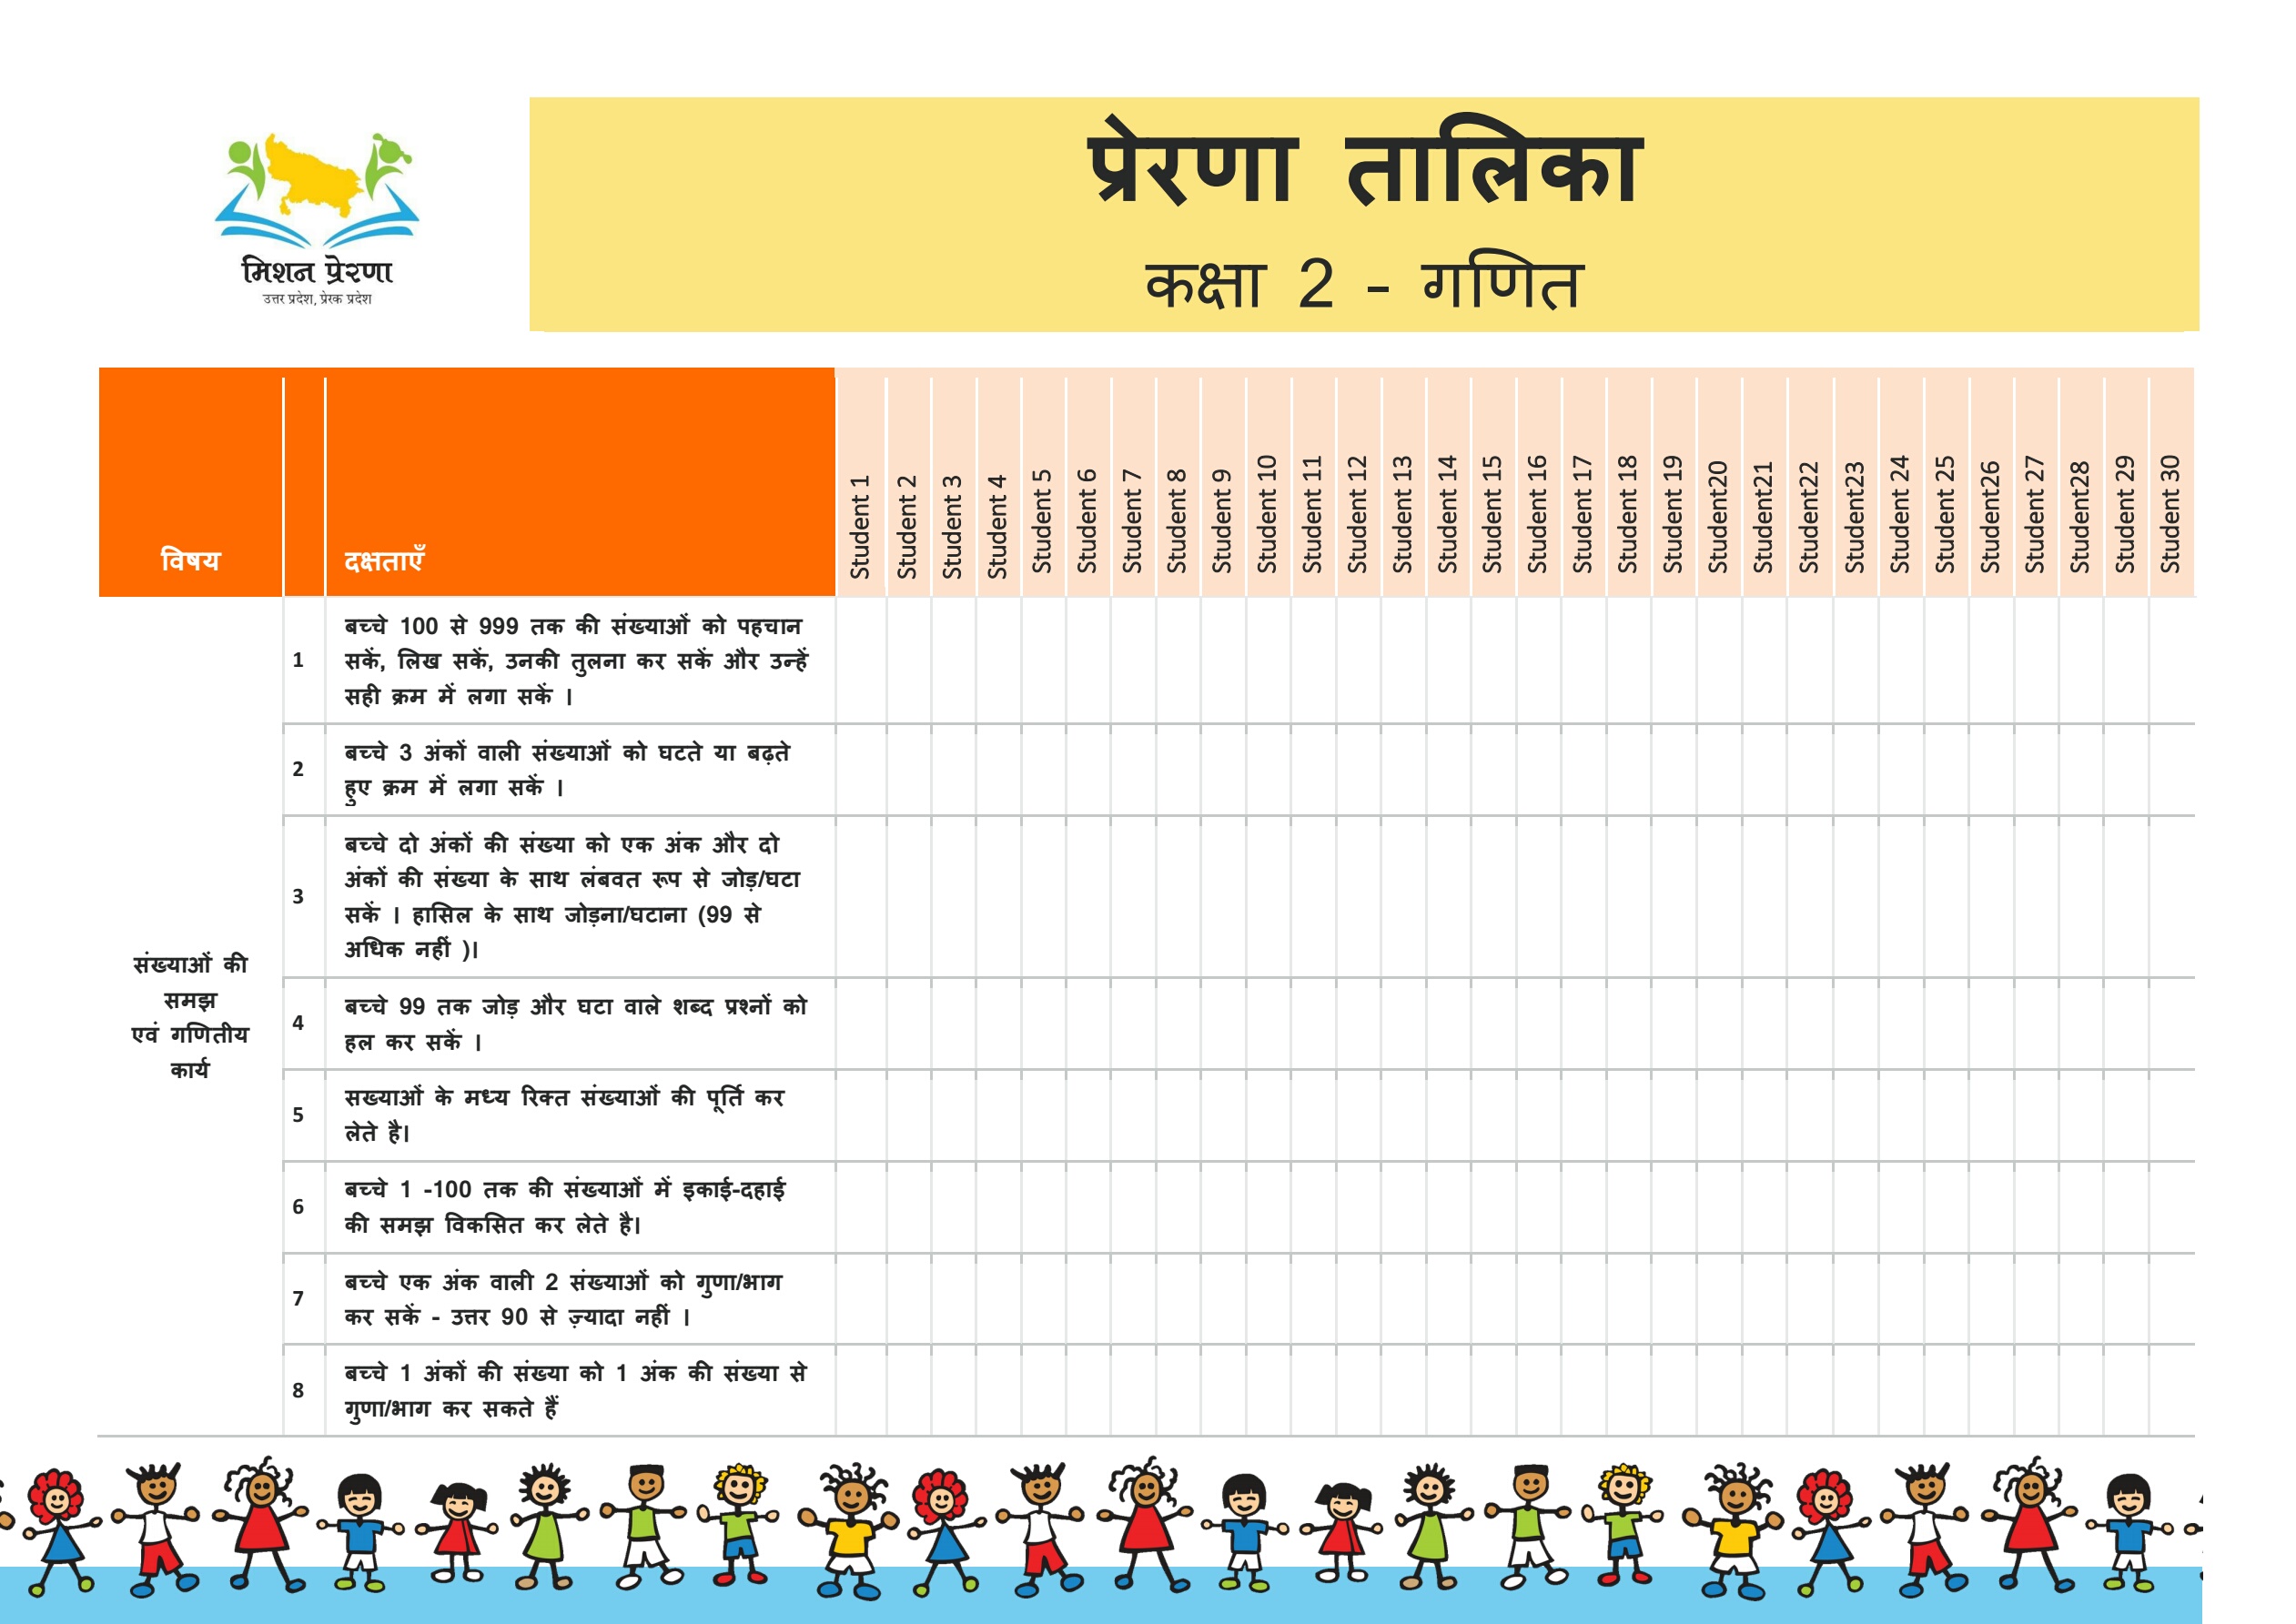 प्रेरणा तालिका
कक्षा 2 - गणित
मिशन प्रेरणा
उत्तर प्रदेश, प्रेरक प्रदेश
विषय
दक्षताएँ
Student 1
Student 2
Student 3
Student 4
Student 5
Student 6
Student 7
Student 8
Student 9
Student 10
Student 11
Student 12
Student 13
Student 14
Student 15
Student 16
Student 17
Student 18
Student 19
Student20
Student21
Student22
Student23
Student 24
Student 25
Student26
Student 27
Student28
Student 29
Student 30
संख्याओं की
समझ
एवं गणितीय
कार्य
1
बच्चे 100 से 999 तक की संख्याओं को पहचान
सकें, लिख सकें, उनकी तुलना कर सकें और उन्हें
सही क्रम में लगा सकें ।
2
बच्चे 3 अंकों वाली संख्याओं को घटते या बढ़ते
हुए क्रम में लगा सकें ।
3
बच्चे दो अंकों की संख्या को एक अंक और दो
अंकों की संख्या के साथ लंबवत रूप से जोड़/घटा
सकें । हासिल के साथ जोड़ना/घटाना (99 से
अधिक नहीं )।
4
बच्चे 99 तक जोड़ और घटा वाले शब्द प्रश्नों को
हल कर सकें ।
5
सख्याओं के मध्य रिक्त संख्याओं की पूर्ति कर
लेते है।
6
बच्चे 1 -100 तक की संख्याओं में इकाई-दहाई
की समझ विकसित कर लेते है।
7
बच्चे एक अंक वाली 2 संख्याओं को गुणा/भाग
कर सकें - उत्तर 90 से ज़्यादा नहीं ।
8
बच्चे 1 अंकों की संख्या को 1 अंक की संख्या से
गुणा/भाग कर सकते हैं